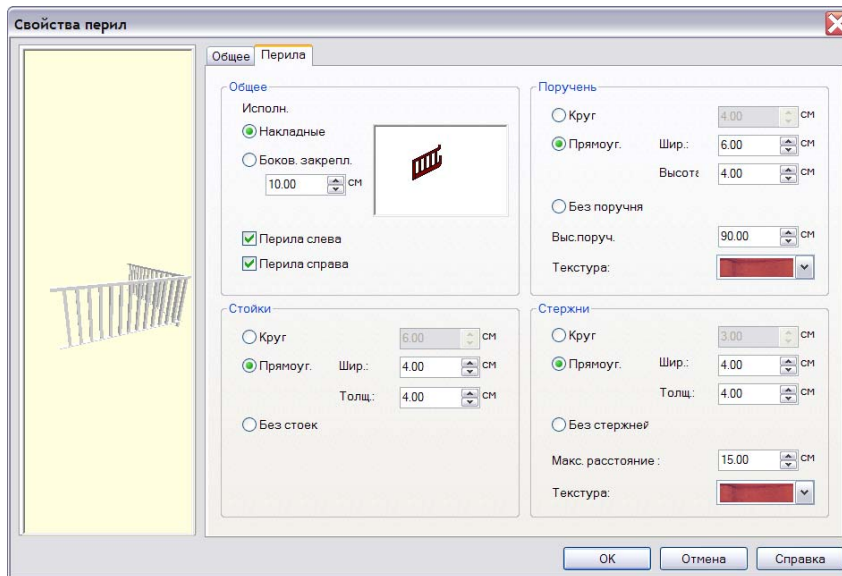 Свойства перил
Общее
Перила
Общее
Исполн.
Накладные
Боков. закрепл.
10.00 см
Перила слева
Перила справа
Поручень
Круг 4.00 см
Прямоуг. Шир.: 6.00 см
Высота 4.00 см
Без поручня
Выс.поруч. 90.00 см
Текстура:
Стойки
Круг 6.00 см
Прямоуг. Шир.: 4.00 см
Толщ.: 4.00 см
Без стоек
Стержни
Круг 3.00 см
Прямоуг. Шир.: 4.00 см
Толщ.: 4.00 см
Без стержней
Макс. расстояние : 15.00 см
Текстура:
OK
Отмена
Справка